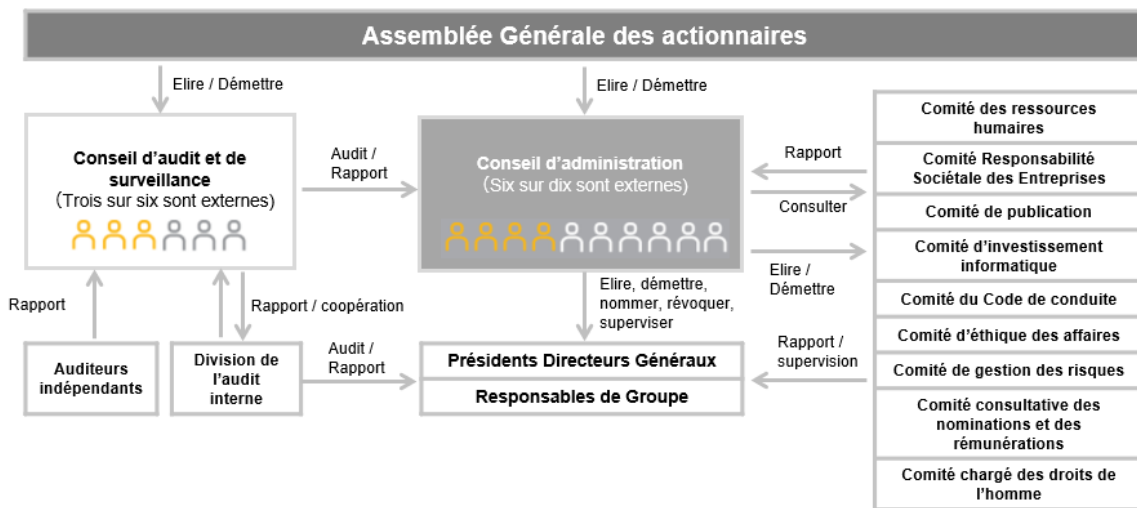 Assemblée Générale des actionnaires
Elire / Démettre
Elire / Démettre
Conseil d’audit et de
surveillance
(Trois sur six sont externes)
Audit /
Rapport
Conseil d’administration
(Six sur dix sont externes)
Rapport
Consulter
Elire /
Démettre
Rapport
Rapport / coopération
Elire, démettre,
nommer, révoquer,
superviser
Auditeurs
indépendants
Division de
l’audit
interne
Audit /
Rapport
Présidents Directeurs Généraux
Responsables de Groupe
Rapport /
supervision
Comité des ressources
humaines
Comité Responsabilité
Sociétale des Entreprises
Comité de publication
Comité d’investissement
informatique
Comité du Code de conduite
Comité d’éthique des affaires
Comité de gestion des risques
Comité consultative des
nominations et des
rémunérations
Comité chargé des droits de
l’homme